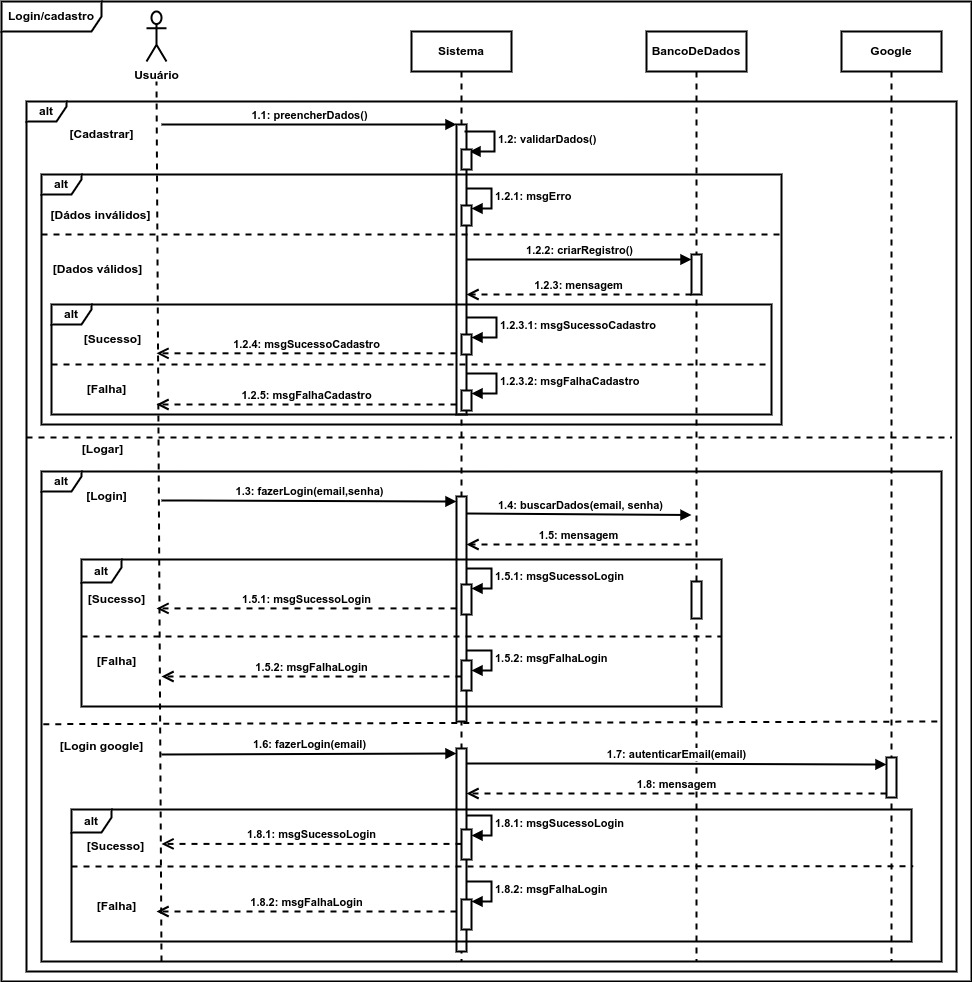 Login/cadastro
Usuário
Sistema
BancoDeDados
Google
alt
[Cadastrar]
1.1: preencherDados()
1.2: validarDados()
alt
[Dádos inválidos]
1.2.1: msgErro
[Dados válidos]
1.2.2: criarRegistro()
1.2.3: mensagem
alt
[Sucesso]
1.2.3.1: msgSucessoCadastro
1.2.4: msgSucessoCadastro
[Falha]
1.2.3.2: msgFalhaCadastro
1.2.5: msgFalhaCadastro
[Logar]
alt
[Login]
1.3: fazerLogin(email,senha)
1.4: buscarDados(email, senha)
1.5: mensagem
alt
[Sucesso]
1.5.1: msgSucessoLogin
1.5.1: msgSucessoLogin
[Falha]
1.5.2: msgFalhaLogin
1.5.2: msgFalhaLogin
[Login google]
1.6: fazerLogin(email)
1.7: autenticarEmail(email)
1.8: mensagem
alt
[Sucesso]
1.8.1: msgSucessoLogin
1.8.1: msgSucessoLogin
[Falha]
1.8.2: msgFalhaLogin
1.8.2: msgFalhaLogin